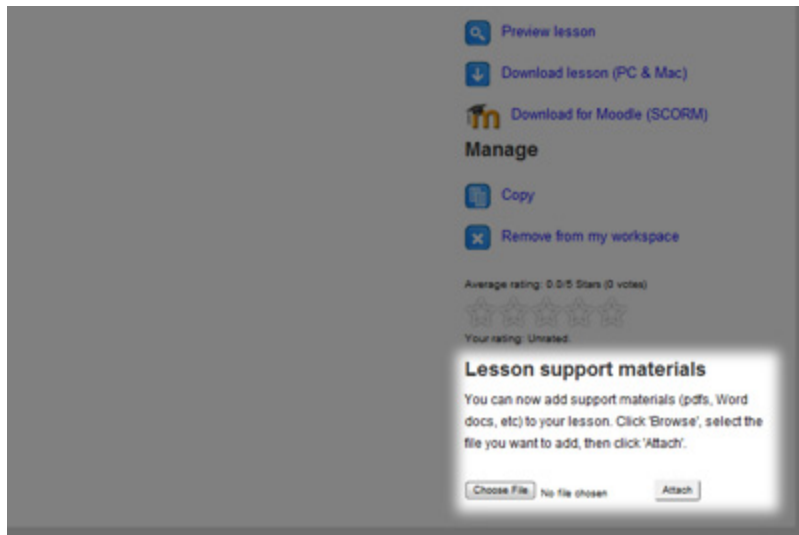 Preview lesson
Download lesson (PC & Mac)
Download for Moodle (SCORM)
Manage
Copy
Remove from my workspace
Average rating: 0.0/5 Stars (0 votes)
Your rating: Unrated.
Lesson support materials
You can now add support materials (pdfs, Word
docs, etc) to your lesson. Click 'Browse', select the
file you want to add, then click 'Attach'.
Choose File No file chosen Attach